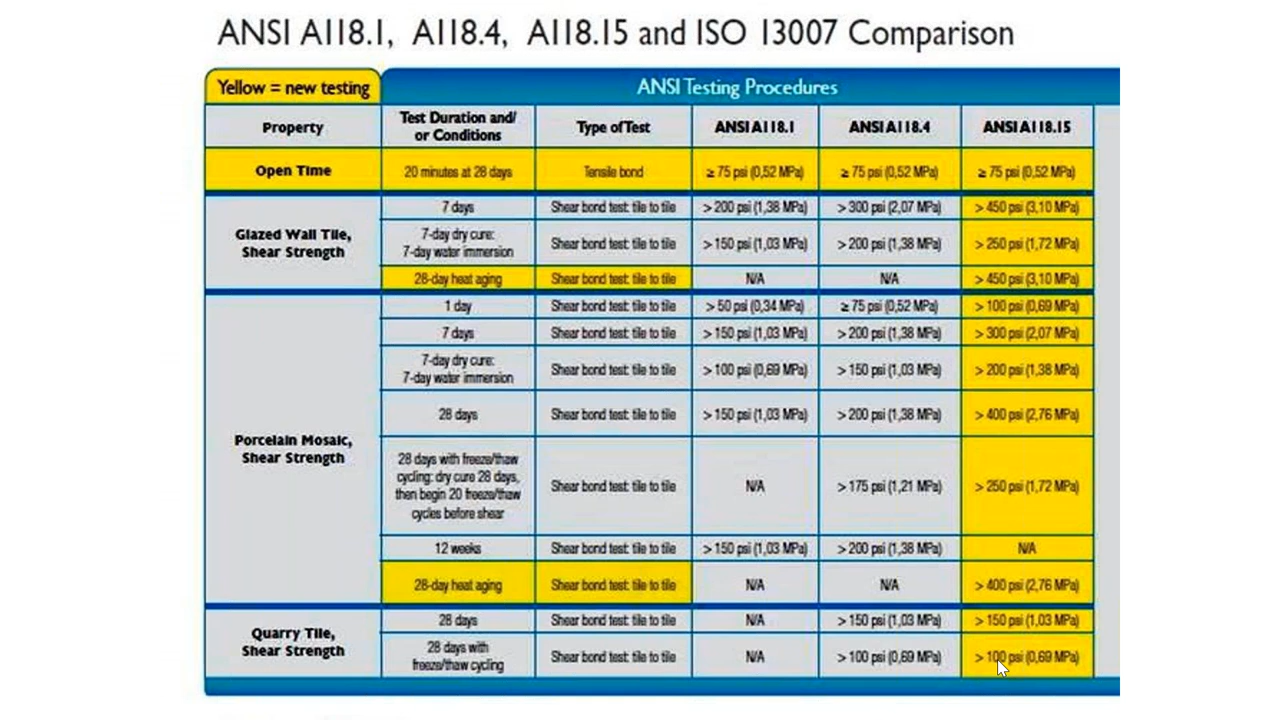 ANSI A118.1, A118.4, A118.15 and ISO 13007 Comparison
Yellow = new testing
ANSI Testing Procedures
Property
Test Duration and/
or Conditions
Type of Test
ANSI A118.1
ANSI A118.4
ANSI A118.15
Open Time
20 minutes at 28 days
Tensile bond
≥ 75 psi (0,52 MPa)
≥ 75 psi (0,52 MPa)
≥ 75 psi (0,52 MPa)
Glazed Wall Tile,
Shear Strength
7 days
Shear bond test: tile to tile
> 200 psi (1,38 MPa)
> 300 psi (2,07 MPa)
> 450 psi (3,10 MPa)
7-day dry cure:
7-day water immersion
Shear bond test: tile to tile
> 150 psi (1,03 MPa)
> 200 psi (1,38 MPa)
> 250 psi (1,72 MPa)
28-day heat aging
Shear bond test: tile to tile
N/A
N/A
> 450 psi (3,10 MPa)
Porcelain Mosaic,
Shear Strength
1 day
Shear bond test: tile to tile
> 50 psi (0,34 MPa)
≥ 75 psi (0,52 MPa)
> 100 psi (0,69 MPa)
7 days
Shear bond test: tile to tile
> 150 psi (1,03 MPa)
> 200 psi (1,38 MPa)
> 300 psi (2,07 MPa)
7-day dry cure:
7-day water immersion
Shear bond test: tile to tile
> 100 psi (0,69 MPa)
> 150 psi (1,03 MPa)
> 200 psi (1,38 MPa)
28 days
Shear bond test: tile to tile
> 150 psi (1,03 MPa)
> 200 psi (1,38 MPa)
> 400 psi (2,76 MPa)
28 days with freeze/thaw
cycling: dry cure 28 days,
then begin 20 freeze/thaw
cycles before shear
Shear bond test: tile to tile
N/A
> 175 psi (1,21 MPa)
> 250 psi (1,72 MPa)
12 weeks
Shear bond test: tile to tile
> 150 psi (1,03 MPa)
> 200 psi (1,38 MPa)
N/A
28-day heat aging
Shear bond test: tile to tile
N/A
N/A
> 400 psi (2,76 MPa)
Quarry Tile,
Shear Strength
28 days
Shear bond test: tile to tile
N/A
> 150 psi (1,03 MPa)
> 150 psi (1,03 MPa)
28 days with
freeze/thaw cycling
Shear bond test: tile to tile
N/A
> 100 psi (0,69 MPa)
> 100 psi (0,69 MPa)